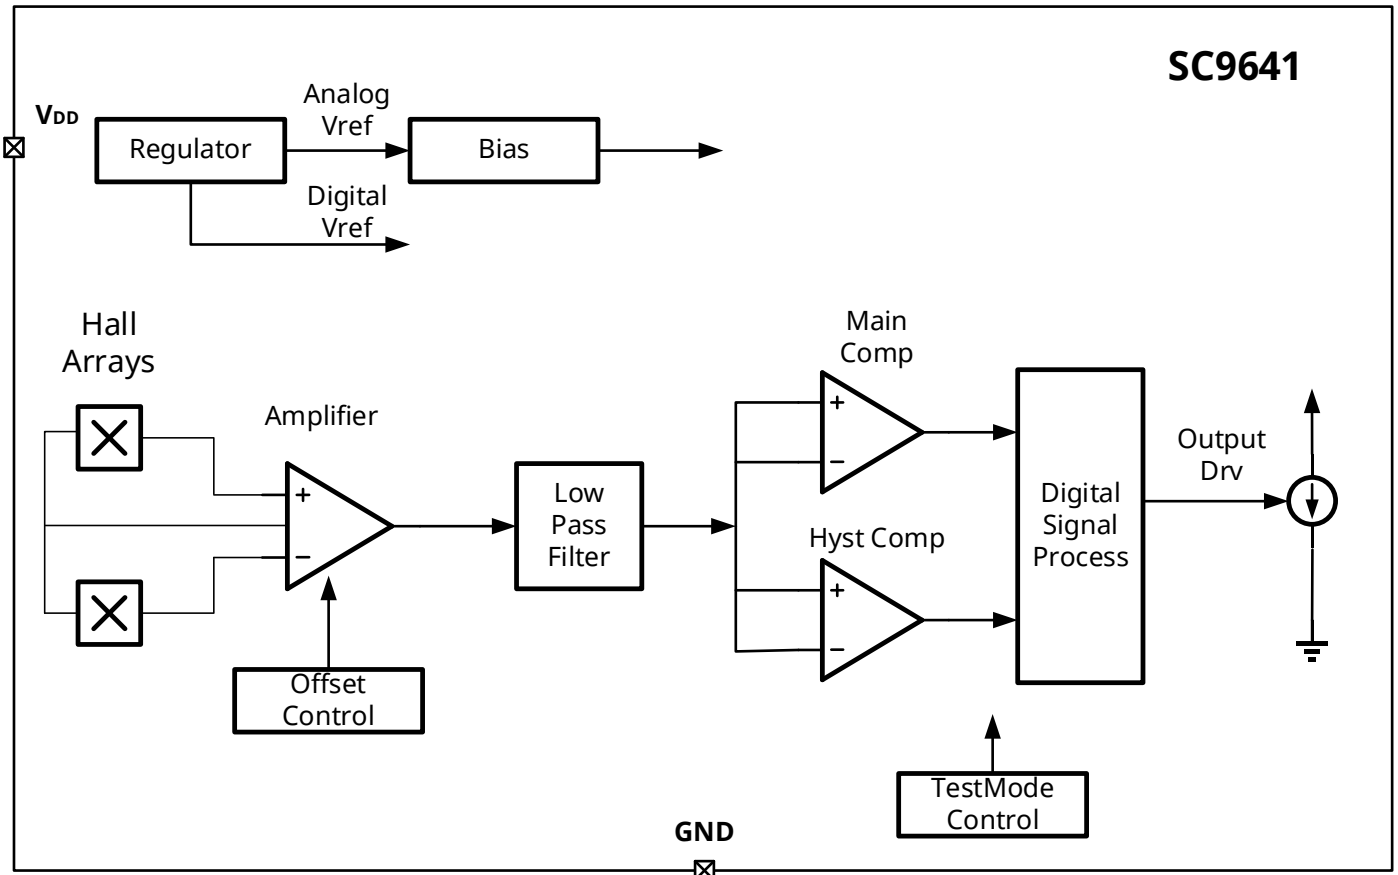 SC9641
VDD
Analog
Vref
Regulator
Bias
Digital
Vref
Hall
Arrays
Main
Comp
Amplifier
+
−
Output
Drv
+
−
Low
Pass
Filter
Digital
Signal
Process
Hyst Comp
+
−
Offset
Control
TestMode
Control
GND